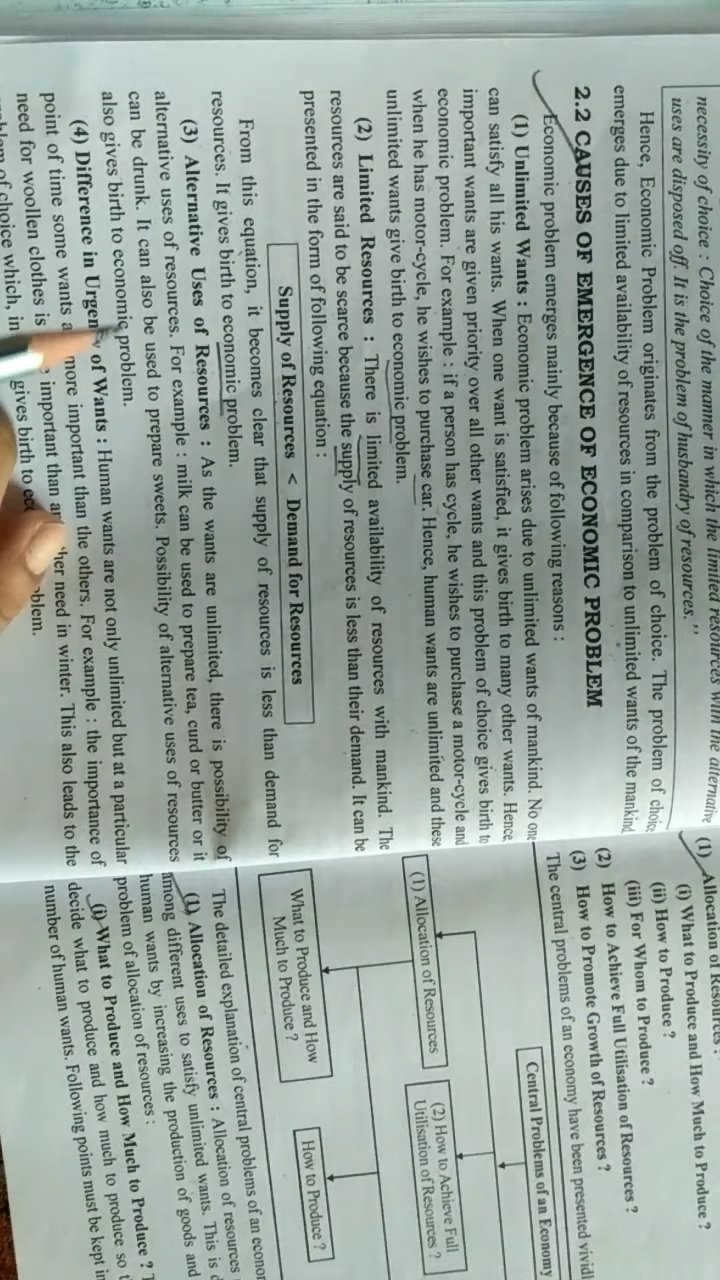 necessity of choice : Choice of the manner in which the limited resources with the alternative
uses are disposed off. It is the problem of husbandry of resources.''
Hence, Economic Problem originates from the problem of choice. The problem of choice
emerges due to limited availability of resources in comparison to unlimited wants of the mankind
2.2 CAUSES OF EMERGENCE OF ECONOMIC PROBLEM
Economic problem emerges mainly because of following reasons :
(1) Unlimited Wants : Economic problem arises due to unlimited wants of mankind. No one
can satisfy all his wants. When one want is satisfied, it gives birth to many other wants. Hence,
important wants are given priority over all other wants and this problem of choice gives birth to
economic problem. For example : if a person has cycle, he wishes to purchase a motor-cycle and
when he has motor-cycle, he wishes to purchase car. Hence, human wants are unlimited and these
unlimited wants give birth to economic problem.
(2) Limited Resources : There is limited availability of resources with mankind. The
resources are said to be scarce because the supply of resources is less than their demand. It can be
presented in the form of following equation :
Supply of Resources < Demand for Resources
From this equation, it becomes clear that supply of resources is less than demand for
resources. It gives birth to economic problem.
(3) Alternative Uses of Resources : As the wants are unlimited, there is possibility of
alternative uses of resources. For example : milk can be used to prepare tea, curd or butter or it
can be drunk. It can also be used to prepare sweets. Possibility of alternative uses of resources
also gives birth to economic problem.
(4) Difference in of Wants : Human wants are not only unlimited but at a particular
point of time some wants more important than the others. For example : the importance of
need for woollen clothes is important than need in winter. This also leads to the
of choice which, in gives birth to
(1) Allocation of Resources :
(i) What to Produce and How Much to Produce ?
(ii) How to Produce ?
(iii) For Whom to Produce ?
(2) How to Achieve Full Utilisation of Resources ?
(3) How to Promote Growth of Resources ?
The central problems of an economy have been presented
Central Problems of an Economy
(1) Allocation of Resources
(2) How to Achieve Full
Utilisation of Resources ?
What to Produce and How
Much to Produce ?
How to Produce ?
The detailed explanation of central problems of an
(1) Allocation of Resources : Allocation of resources
among different uses to satisfy unlimited wants. This is
human wants by increasing the production of goods and
problem of allocation of resources :
(i) What to Produce and How Much to Produce ?
decide what to produce and how much to produce so
number of human wants. Following points must be kept